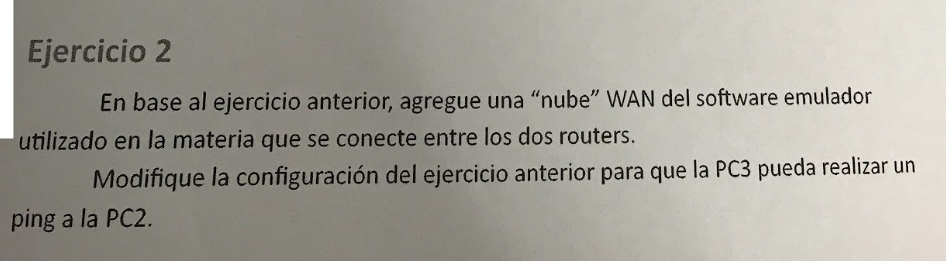 Ejercicio 2
En base al ejercicio anterior, agregue una “nube” WAN del software emulador
utilizado en la materia que se conecte entre los dos routers.
Modifique la configuración del ejercicio anterior para que la PC3 pueda realizar un
ping a la PC2.